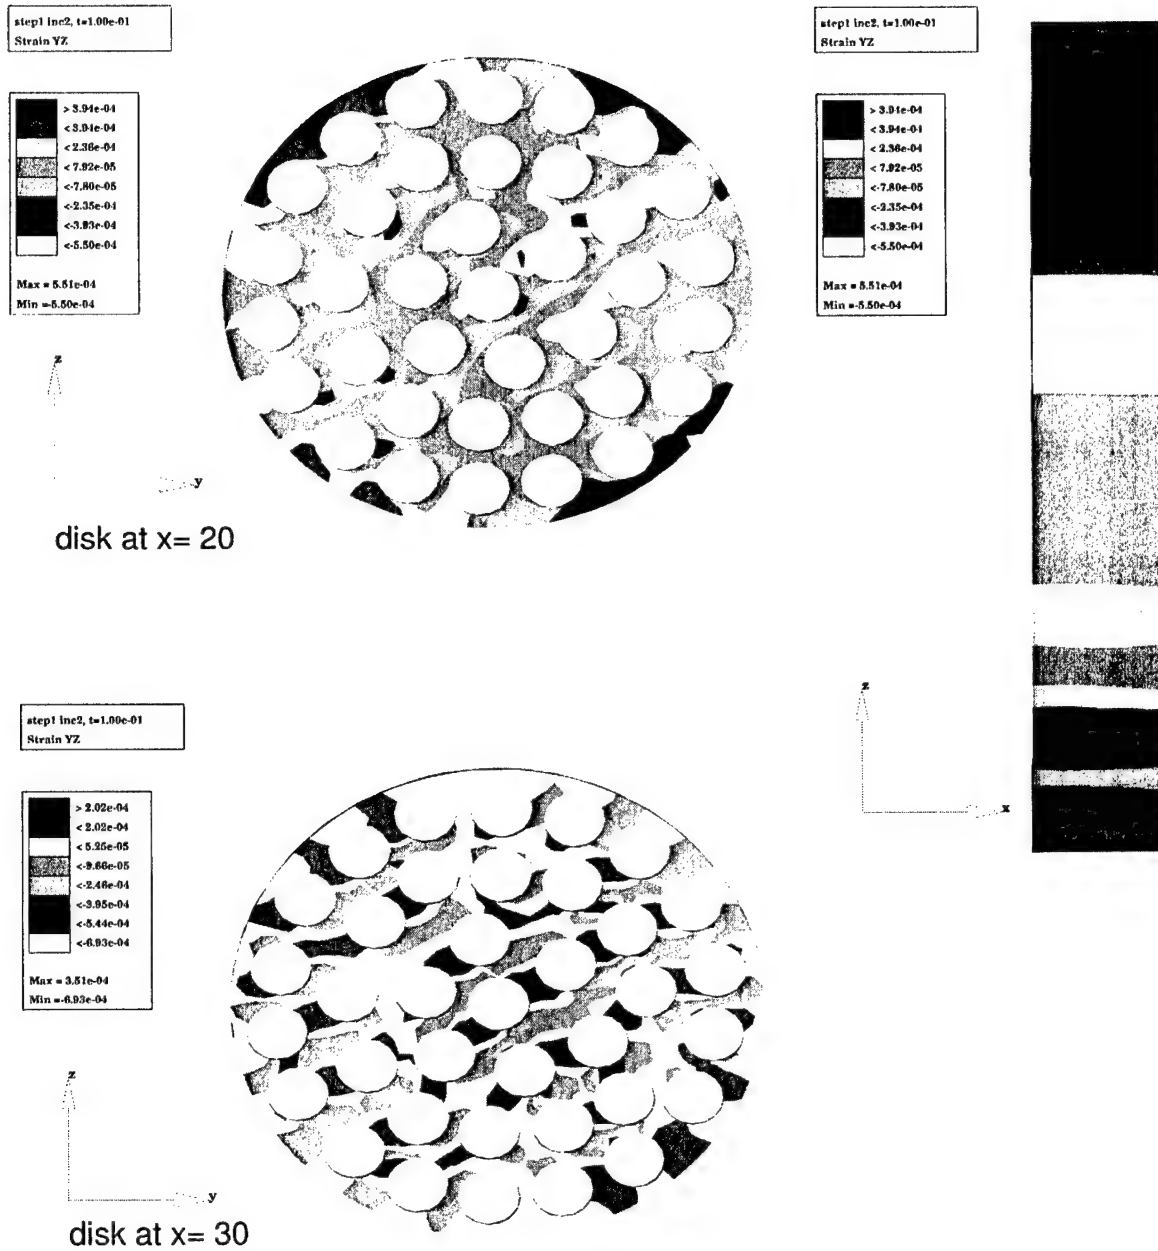 step1 inc2, t=1.00e-01
Strain YZ
> 3.94e-04
< 3.94e-04
< 2.36e-04
< 7.92e-05
<-7.80e-05
<-2.35e-04
<-3.93e-04
<-5.50e-04
Max = 5.51e-04
Min =-5.50e-04
z
y
disk at x= 20
step1 inc2, t=1.00e-01
Strain YZ
> 3.94e-04
< 3.94e-04
< 2.36e-04
< 7.92e-05
<-7.80e-05
<-2.35e-04
<-3.93e-04
<-5.50e-04
Max = 5.51e-04
Min =-5.50e-04
z
x
step1 inc2, t=1.00e-01
Strain YZ
> 2.02e-04
< 2.02e-04
< 5.25e-05
<-9.66e-05
<-2.46e-04
<-3.95e-04
<-5.44e-04
<-6.93e-04
Max = 3.51e-04
Min =-6.93e-04
z
y
disk at x= 30